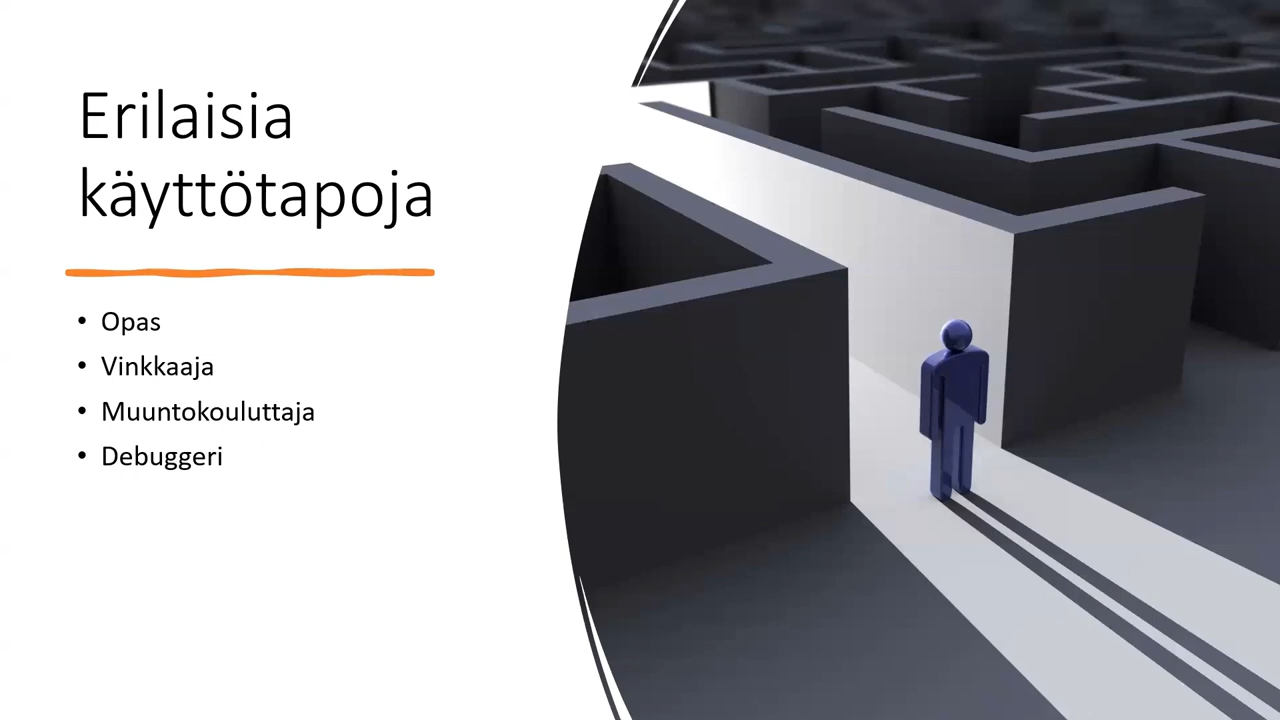 Erilaisia
käyttötapoja
• Opas
• Vinkkaaja
• Muuntokouluttaja
• Debuggeri